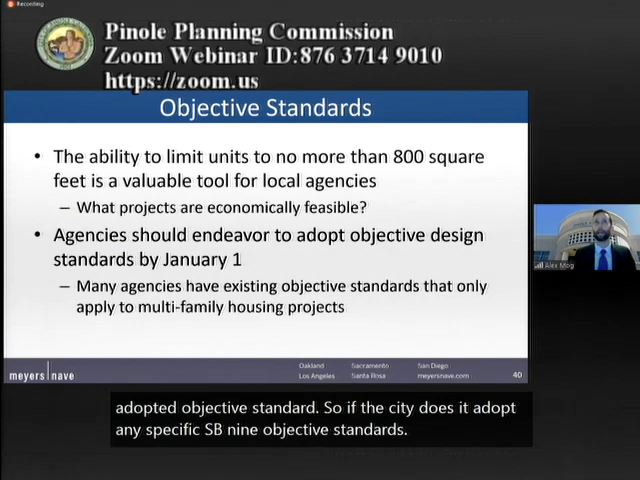 Recording
Pinole Planning Commission
Zoom Webinar ID:876 3714 9010
https://zoom.us
Objective Standards
• The ability to limit units to no more than 800 square
feet is a valuable tool for local agencies
– What projects are economically feasible?
• Agencies should endeavor to adopt objective design
standards by January 1
– Many agencies have existing objective standards that only
apply to multi-family housing projects
Alex Mog
meyers nave
Oakland Sacramento San Diego
Los Angeles Santa Rosa meyersnave.com
40
adopted objective standard. So if the city does it adopt
any specific SB nine objective standards.